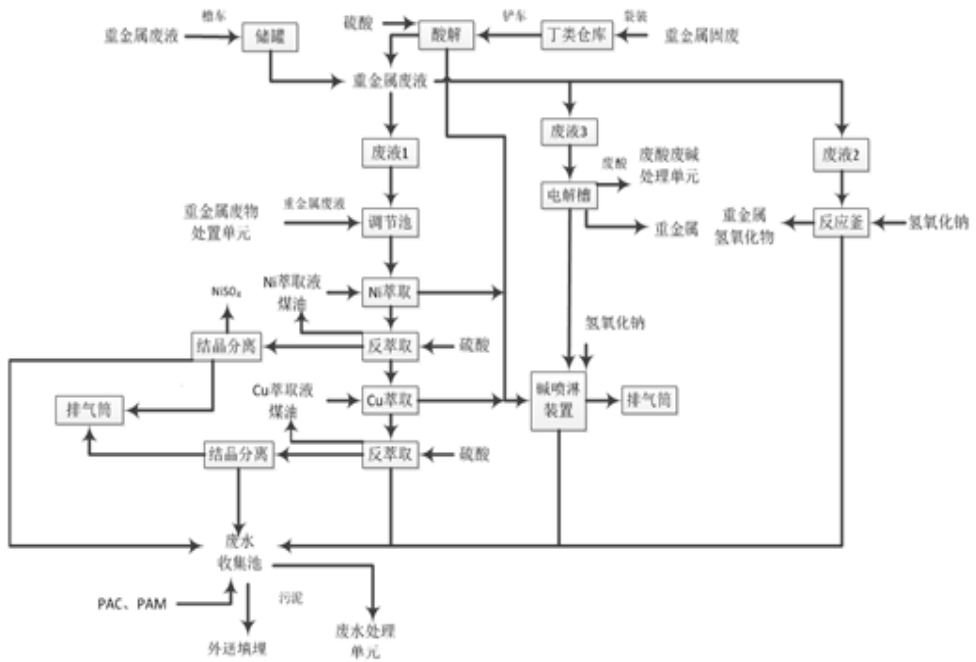 槽车
重金属废液
储罐
硫酸
酸解
铲车
丁类仓库
袋装
重金属固废
重金属废液
废液1
废液3
废液2
废酸
废酸废碱
处理单元
电解槽
重金属
重金属废物
处置单元
重金属废液
调节池
重金属
氢氧化物
反应釜
氢氧化钠
NiSO₄
Ni萃取液
煤油
Ni萃取
氢氧化钠
结晶分离
反萃取
硫酸
排气筒
Cu萃取液
煤油
Cu萃取
碱喷淋
装置
排气筒
结晶分离
反萃取
硫酸
废水
收集池
PAC、PAM
污泥
外送填埋
废水处理
单元